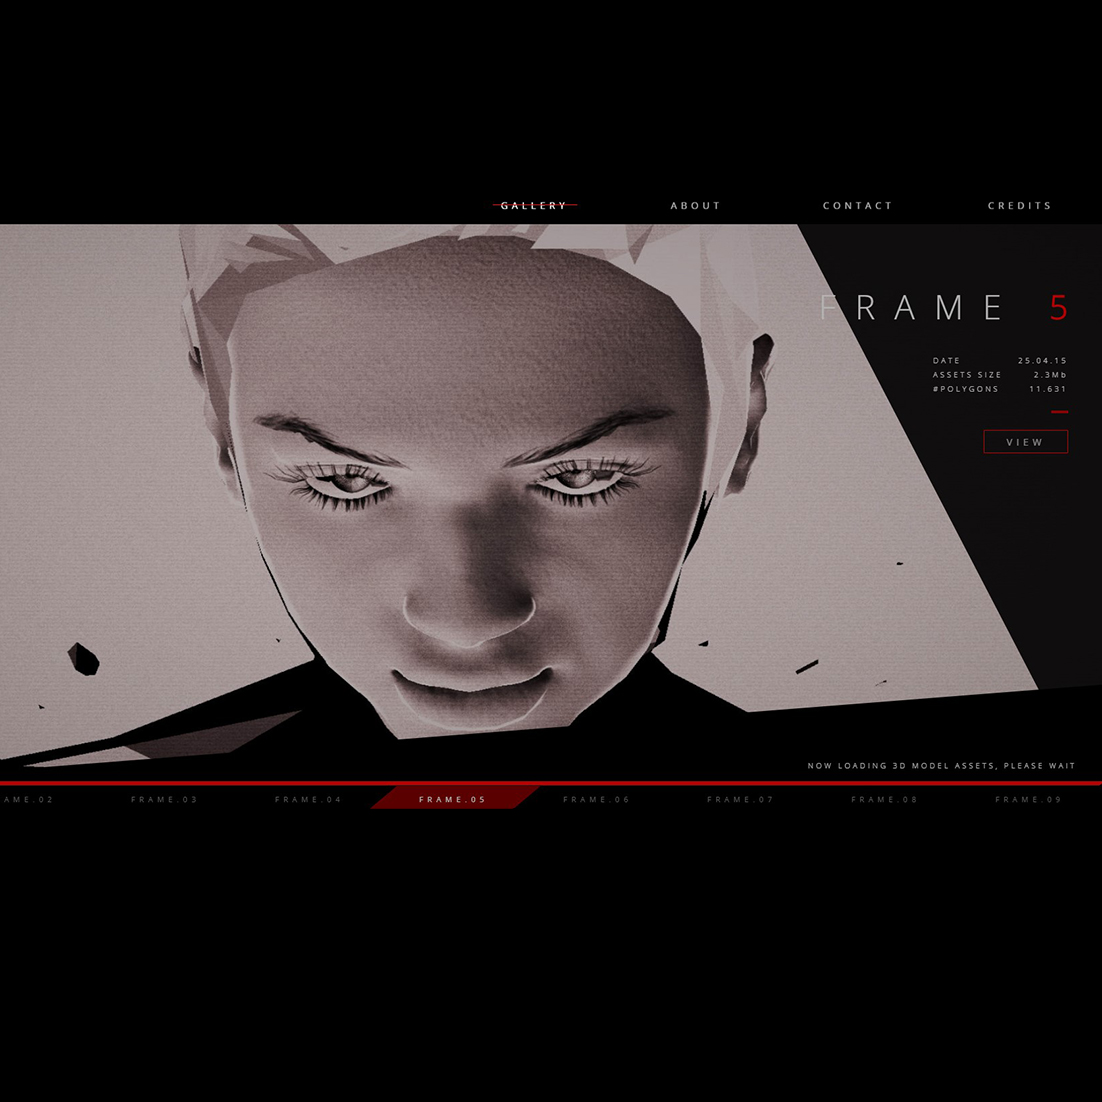 GALLERY ABOUT CONTACT CREDITS
FRAME 5
DATE 25.04.15
ASSETS SIZE 2.3Mb
#POLYGONS 11.631
VIEW
NOW LOADING 3D MODEL ASSETS, PLEASE WAIT
AME.02 FRAME.03 FRAME.04 FRAME.05 FRAME.06 FRAME.07 FRAME.08 FRAME.09